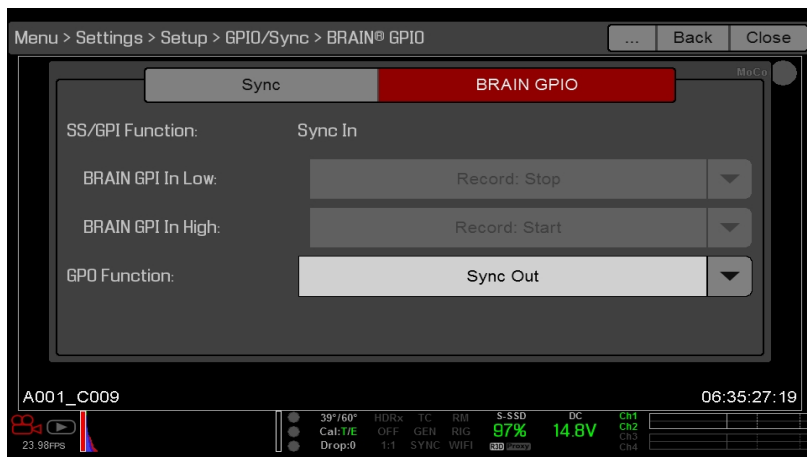 Menu > Settings > Setup > GPIO/Sync > BRAIN® GPIO
... Back Close
MoCo
Sync BRAIN GPIO
SS/GPI Function: Sync In
BRAIN GPI In Low: Record: Stop
BRAIN GPI In High: Record: Start
GPO Function: Sync Out
A001_C009 06:35:27:19
39°/60° HDRx TC RM S-SSD DC Ch1
Cal:T/E OFF GEN RIG 97% 14.8V Ch2
Ch3
23.98FPS Drop:0 1:1 SYNC WIFI R3D Proxy Ch4